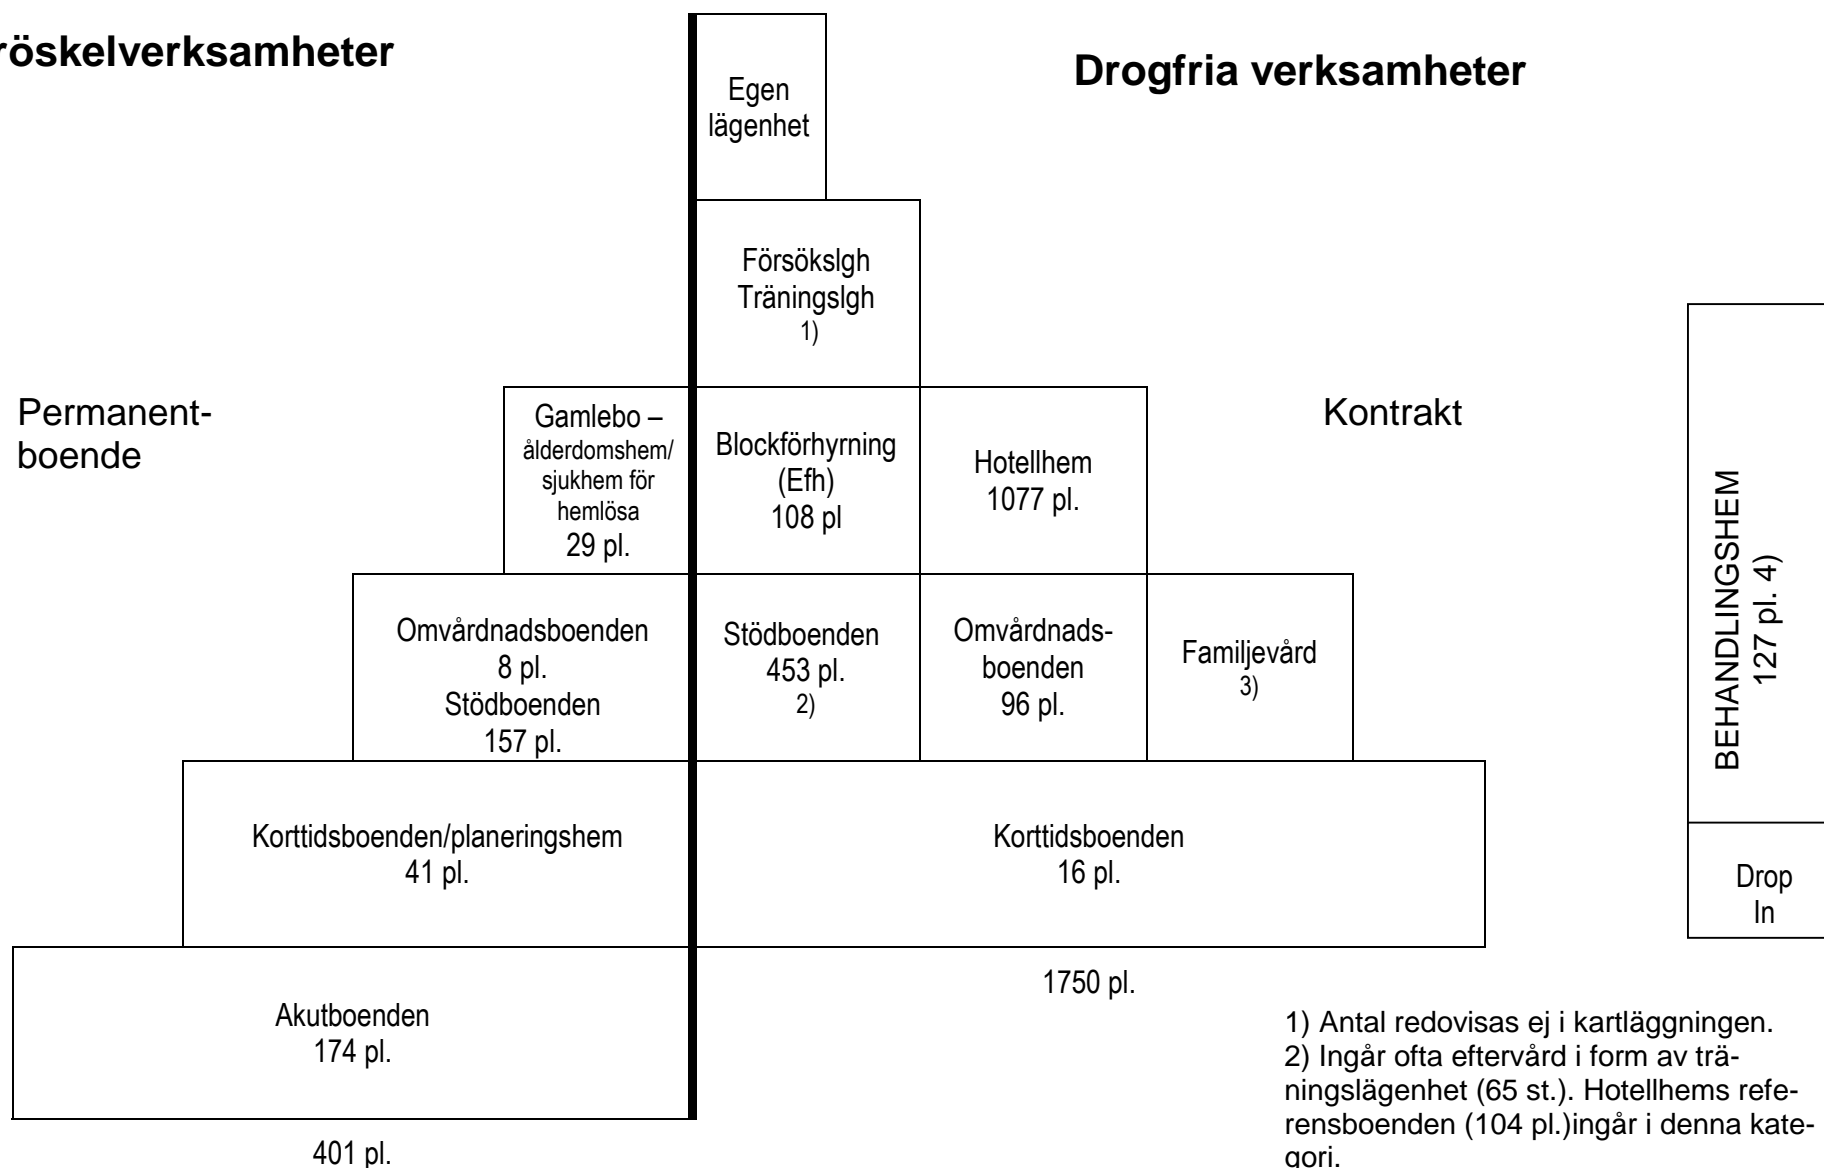 röskelverksamheter
Drogfria verksamheter
Egen
lägenhet
Försökslgh
Träningslgh
1)
Permanent-
boende
Gamlebo –
ålderdomshem/
sjukhem för
hemlösa
29 pl.
Blockförhyrning
(Efh)
108 pl
Hotellhem
1077 pl.
Kontrakt
BEHANDLINGSHEM
127 pl. 4)
Omvårdnadsboenden
8 pl.
Stödboenden
157 pl.
Stödboenden
453 pl.
2)
Omvårdnads-
boenden
96 pl.
Familjevård
3)
Korttidsboenden/planeringshem
41 pl.
Korttidsboenden
16 pl.
Drop
In
Akutboenden
174 pl.
1750 pl.
401 pl.
1) Antal redovisas ej i kartläggningen.
2) Ingår ofta eftervård i form av trä-
ningslägenhet (65 st.). Hotellhems refe-
rensboenden (104 pl.)ingår i denna kate-
gori.